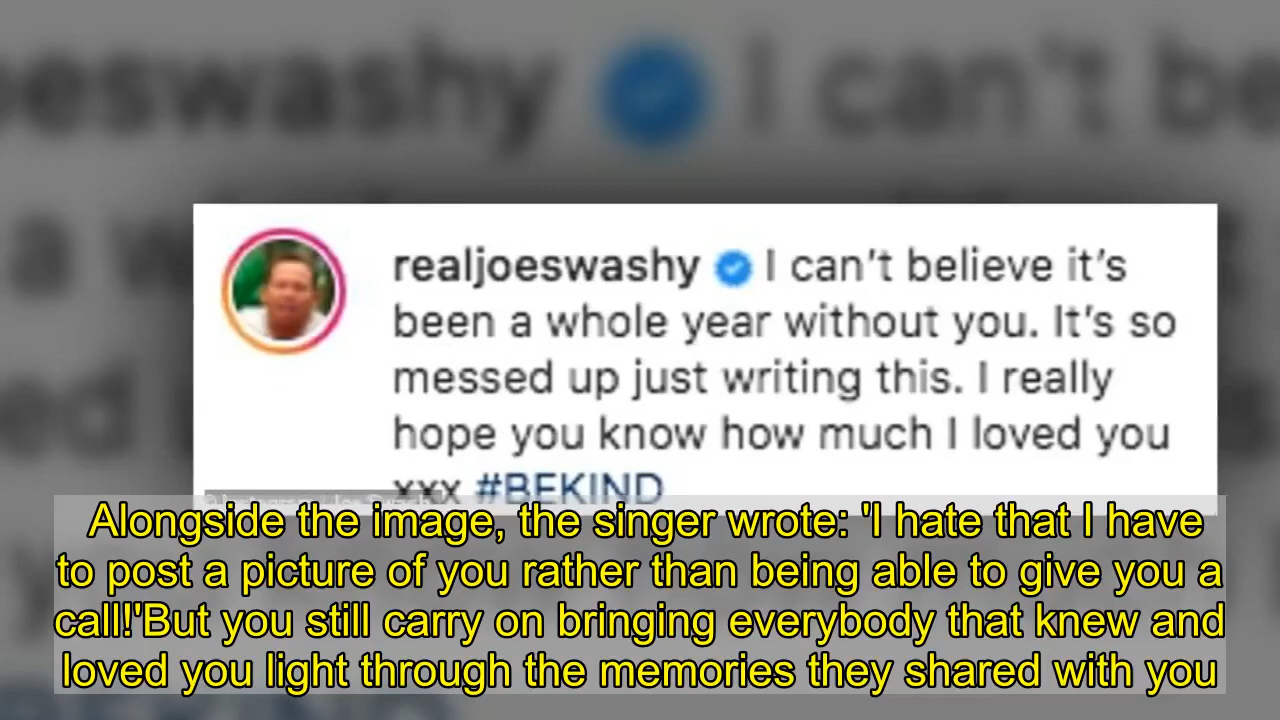 eswashy I can't be
realjoeswashy I can't believe it's
been a whole year without you. It's so
messed up just writing this. I really
hope you know how much I loved you
xxx #BEKIND
Alongside the image, the singer wrote: 'I hate that I have
to post a picture of you rather than being able to give you a
call!'But you still carry on bringing everybody that knew and
loved you light through the memories they shared with you